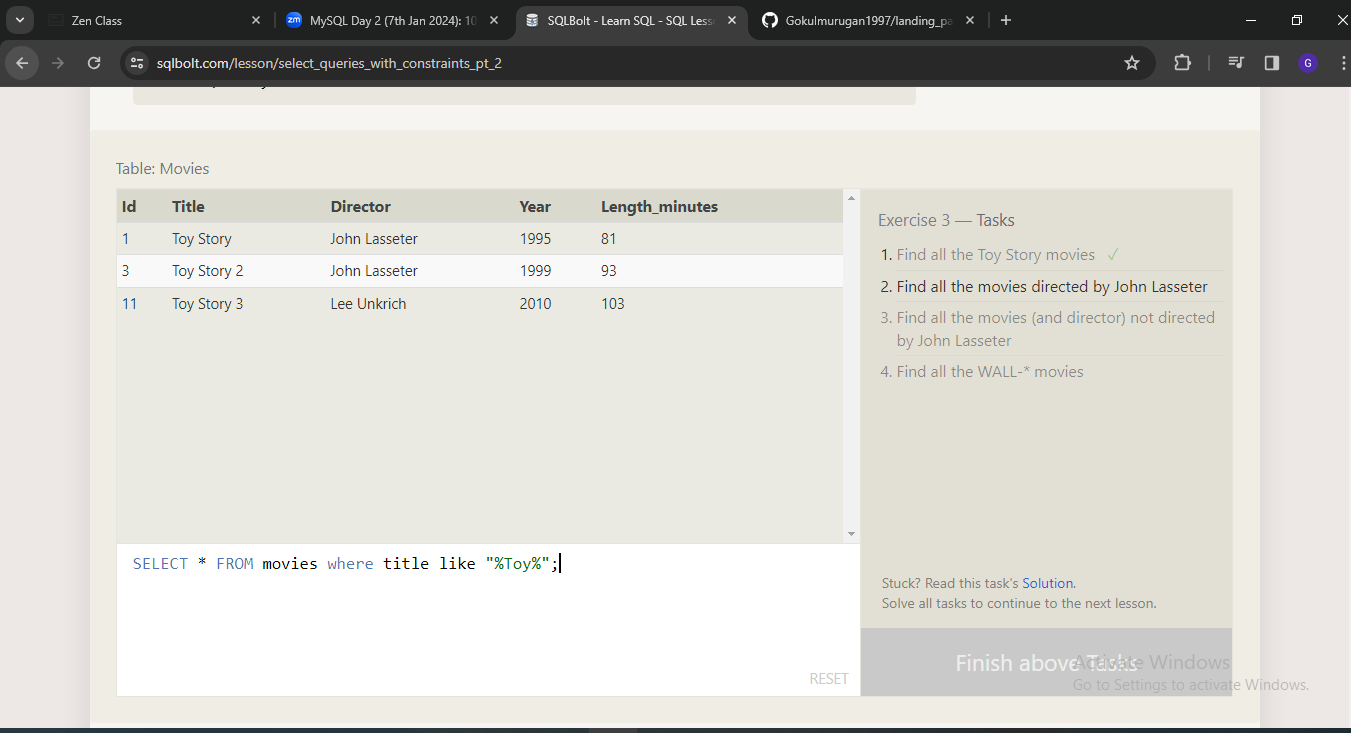 Zen Class
MySQL Day 2 (7th Jan 2024): 10
SQLBolt - Learn SQL - SQL Less
Gokulmurugan1997/landing_pa
sqlbolt.com/lesson/select_queries_with_constraints_pt_2
G
Table: Movies
Id Title Director Year Length_minutes
1 Toy Story John Lasseter 1995 81
3 Toy Story 2 John Lasseter 1999 93
11 Toy Story 3 Lee Unkrich 2010 103
SELECT * FROM movies where title like "%Toy%";
RESET
Exercise 3 — Tasks
1. Find all the Toy Story movies ✓
2. Find all the movies directed by John Lasseter
3. Find all the movies (and director) not directed
by John Lasseter
4. Find all the WALL-* movies
Stuck? Read this task's Solution.
Solve all tasks to continue to the next lesson.
Finish above Tasks
Activate Windows
Go to Settings to activate Windows.